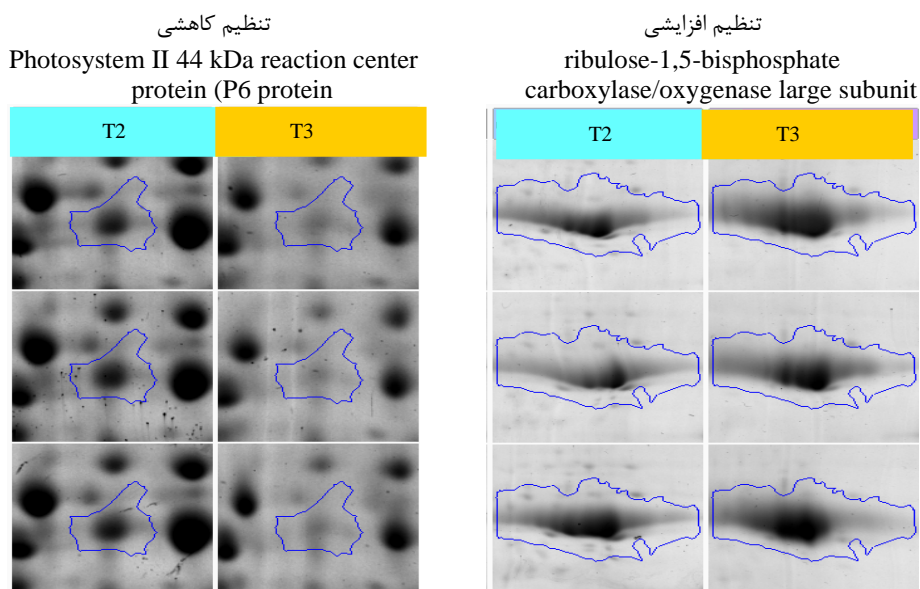 تنظیم کاهشی
Photosystem II 44 kDa reaction center
protein (P6 protein
T2 T3
تنظیم افزایشی
ribulose-1,5-bisphosphate
carboxylase/oxygenase large subunit
T2 T3